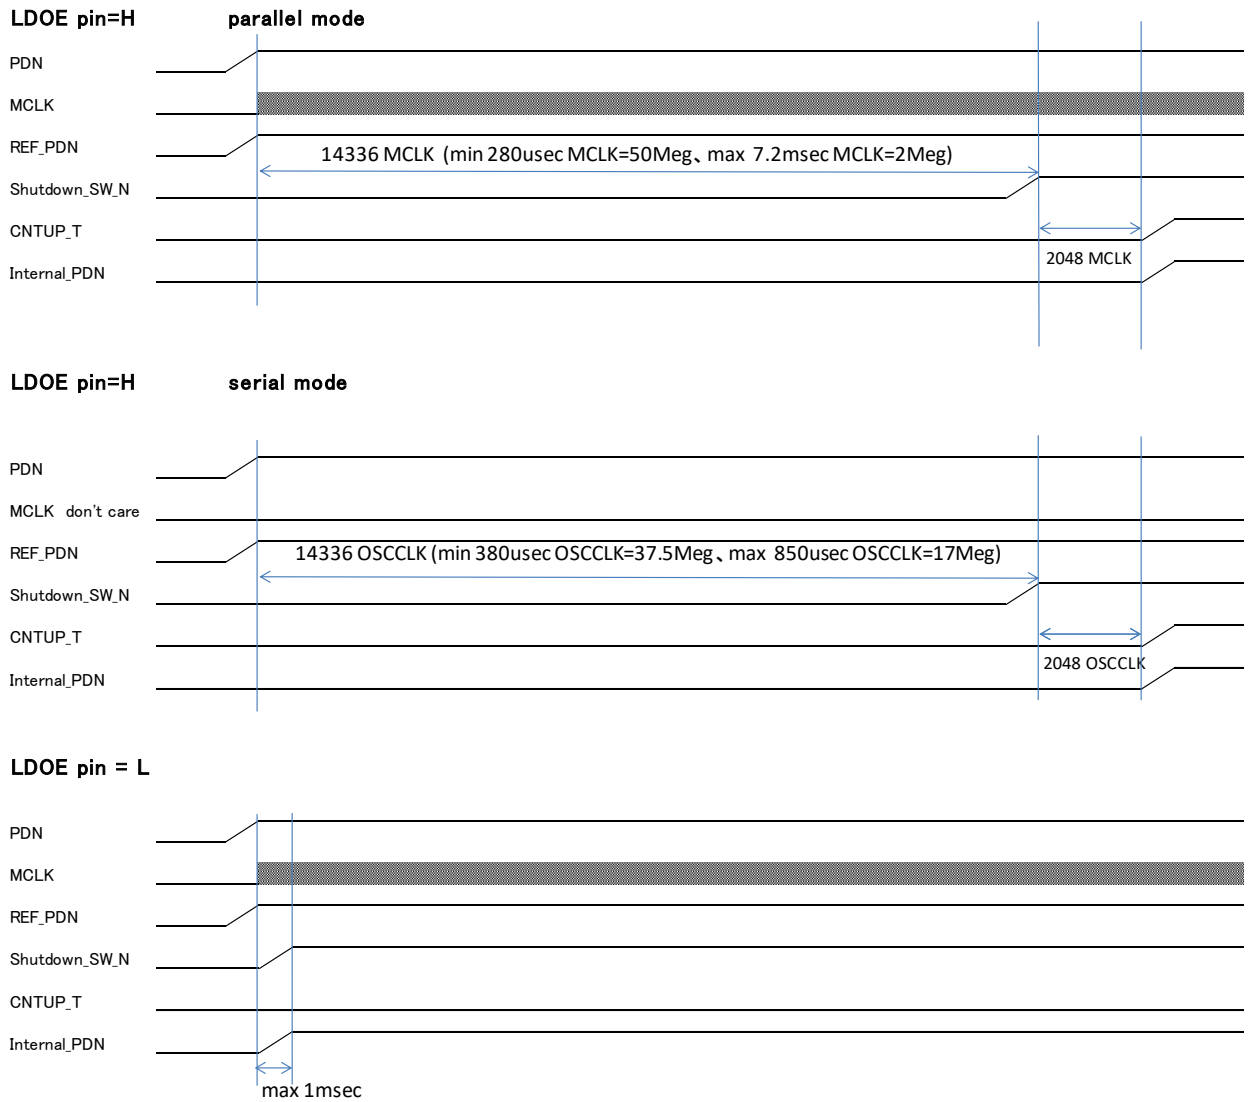 LDOE pin=H parallel mode
PDN
MCLK
REF_PDN
14336 MCLK (min 280usec MCLK=50Meg、max 7.2msec MCLK=2Meg)
Shutdown_SW_N
CNTUP_T
2048 MCLK
Internal_PDN
LDOE pin=H serial mode
PDN
MCLK don't care
REF_PDN
14336 OSCCLK (min 380usec OSCCLK=37.5Meg、max 850usec OSCCLK=17Meg)
Shutdown_SW_N
CNTUP_T
2048 OSCCLK
Internal_PDN
LDOE pin = L
PDN
MCLK
REF_PDN
Shutdown_SW_N
CNTUP_T
Internal_PDN
max 1msec